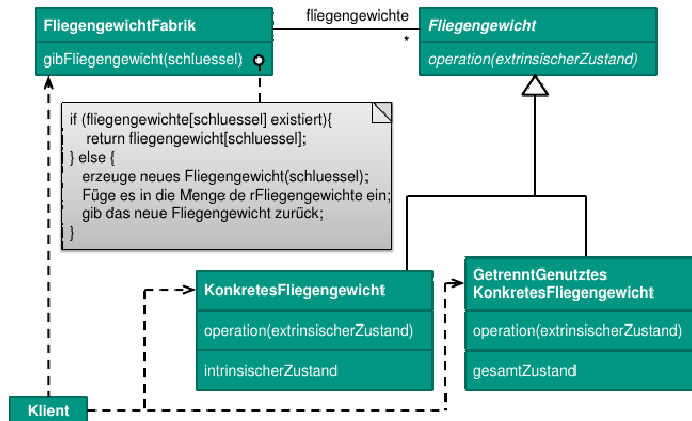 FliegengewichtFabrik
gibFliegengewicht(schluessel)
fliegengewichte
*
Fliegengewicht
operation(extrinsischerZustand)
if (fliegengewichte[schluessel] existiert){
return fliegengewicht[schluessel];
} else {
erzeuge neues Fliegengewicht(schluessel);
Füge es in die Menge de rFliegengewichte ein;
gib das neue Fliegengewicht zurück;
}
KonkretesFliegengewicht
operation(extrinsischerZustand)
intrinsischerZustand
GetrenntGenutztes
KonkretesFliegengewicht
operation(extrinsischerZustand)
gesamtZustand
Klient